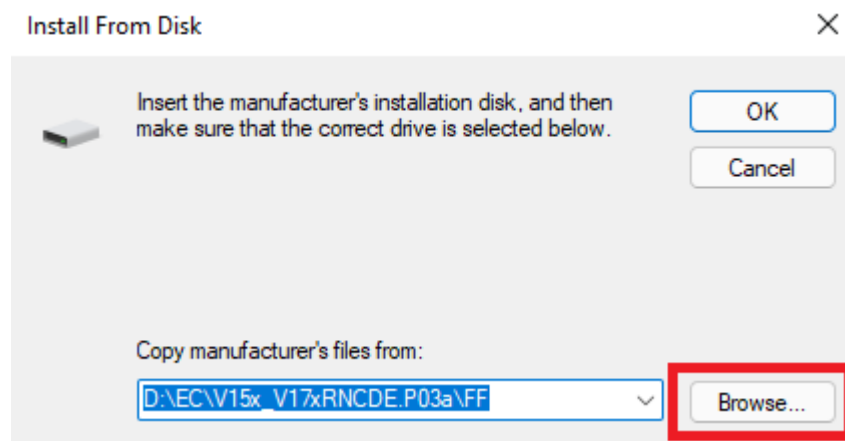 Install From Disk
Insert the manufacturer's installation disk, and then
make sure that the correct drive is selected below.
OK
Cancel
Copy manufacturer's files from:
D:\EC\V15x_V17xRNCDE.P03a\FF
Browse...